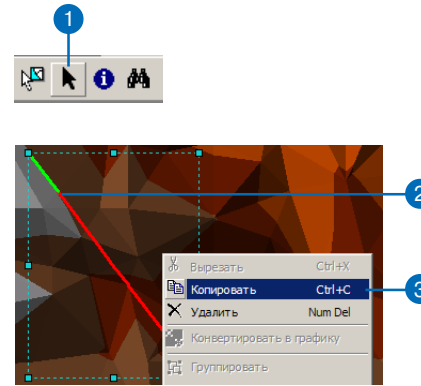 1
2
3
Вырезать Ctrl+X
Копировать Ctrl+C
Удалить Num Del
Конвертировать в графику
Группировать